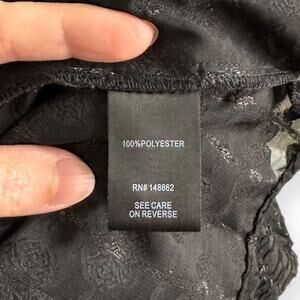 100%POLYESTER
RN# 148662
SEE CARE
ON REVERSE